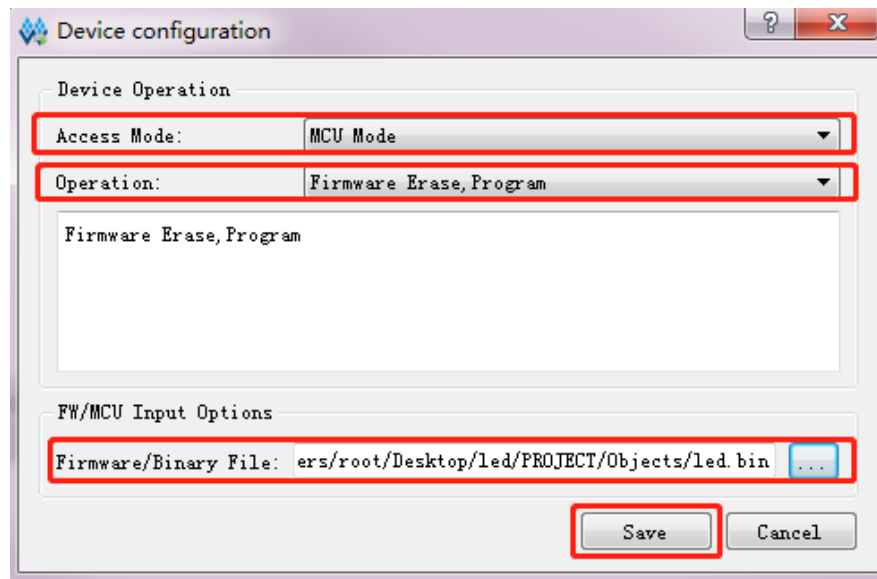 Device configuration
?
X
Device Operation
Access Mode: MCU Mode
Operation: Firmware Erase,Program
Firmware Erase,Program
FW/MCU Input Options
Firmware/Binary File: ers/root/Desktop/led/PROJECT/Objects/led.bin ...
Save Cancel